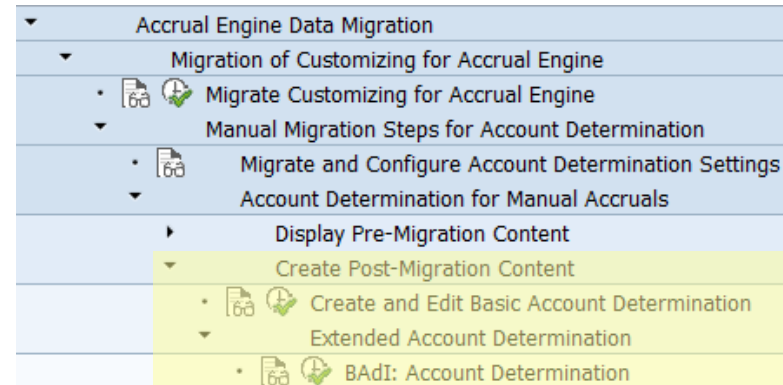 Accrual Engine Data Migration
Migration of Customizing for Accrual Engine
Migrate Customizing for Accrual Engine
Manual Migration Steps for Account Determination
Migrate and Configure Account Determination Settings
Account Determination for Manual Accruals
Display Pre-Migration Content
Create Post-Migration Content
Create and Edit Basic Account Determination
Extended Account Determination
BAdI: Account Determination